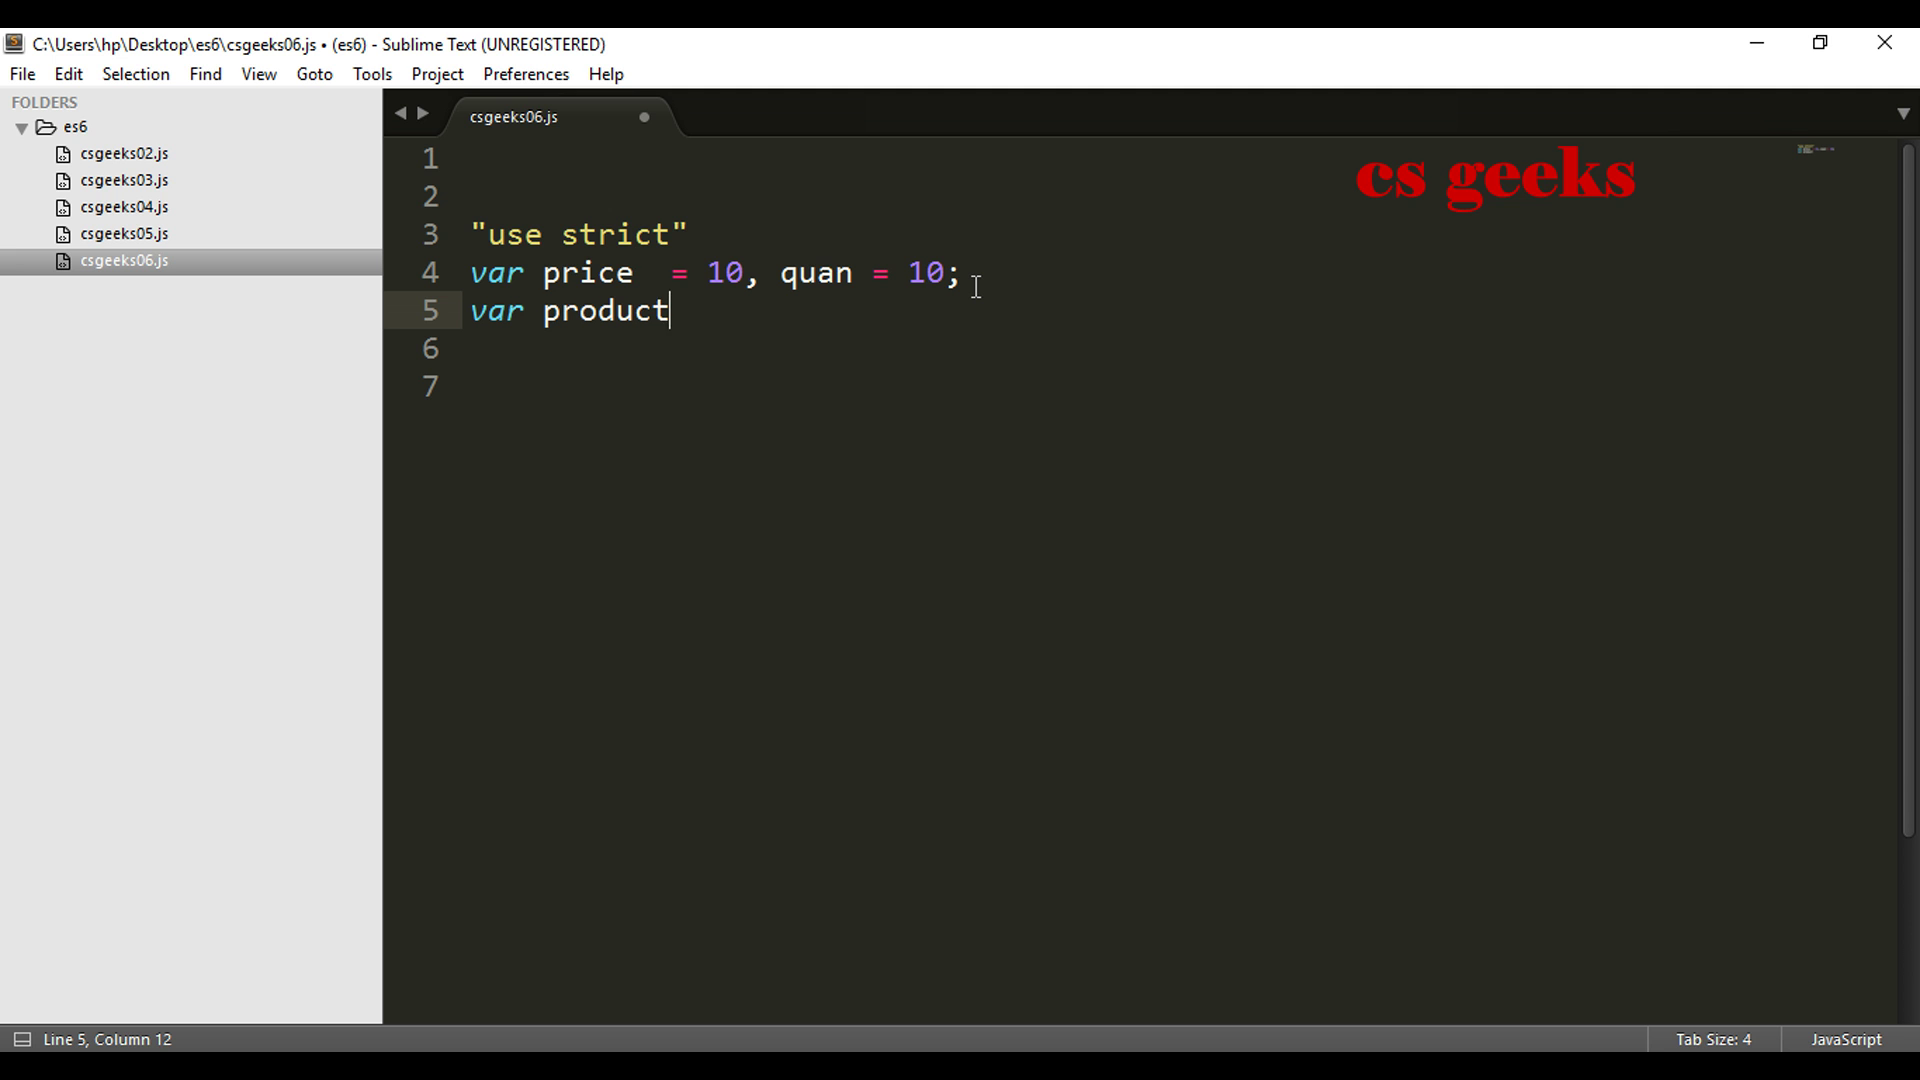 C:\Users\hp\Desktop\es6\csgeeks06.js • (es6) - Sublime Text (UNREGISTERED)
File Edit Selection Find View Goto Tools Project Preferences Help
FOLDERS
es6
csgeeks02.js
csgeeks03.js
csgeeks04.js
csgeeks05.js
csgeeks06.js
csgeeks06.js
cs geeks
1
2
3 "use strict"
4 var price  = 10, quan = 10;
5 var product
6
7
Line 5, Column 12
Tab Size: 4
JavaScript